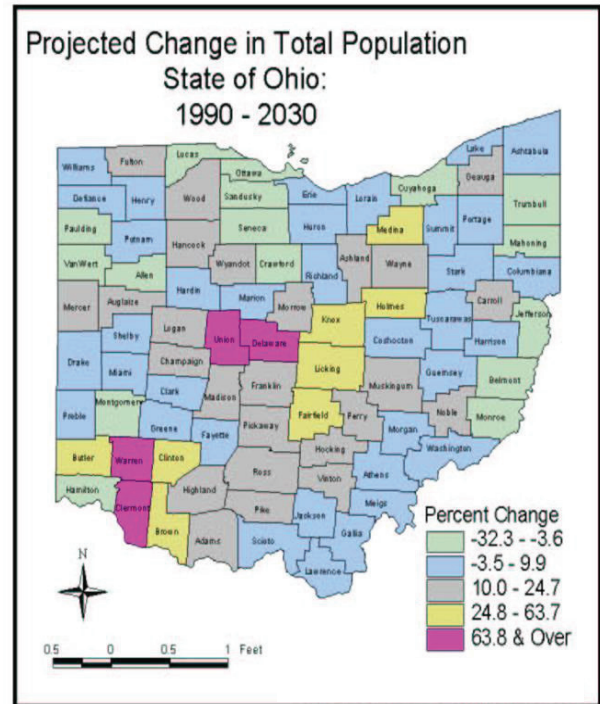 Projected Change in Total Population
State of Ohio:
1990 - 2030
Williams
Fulton
Lucas
Ottawa
Lake
Ashtabula
Geauga
Cuyahoga
Defiance
Henry
Wood
Sandusky
Erie
Lorain
Trumbull
Paulding
Putnam
Seneca
Huron
Medina
Summit
Portage
Mahoning
Hancock
VanWert
Allen
Wyandot
Crawford
Richland
Ashland
Wayne
Stark
Columbiana
Hardin
Mercer
Auglaize
Marion
Morrow
Holmes
Carroll
Jefferson
Logan
Knox
Tuscarawas
Shelby
Union
Delaware
Coshocton
Harrison
Champaign
Drake
Miami
Licking
Guernsey
Belmont
Clark
Madison
Franklin
Muskingum
Montgomery
Noble
Monroe
Preble
Greene
Fayette
Pickaway
Fairfield
Perry
Morgan
Washington
Butler
Warren
Clinton
Hocking
Ross
Athens
Hamilton
Clermont
Highland
Vinton
Meigs
Pike
Jackson
Brown
Adams
Scioto
Gallia
Lawrence
Percent Change
-32.3 - -3.6
-3.5 - 9.9
10.0 - 24.7
24.8 - 63.7
63.8 & Over
N
0.5 0 0.5 1 Feet